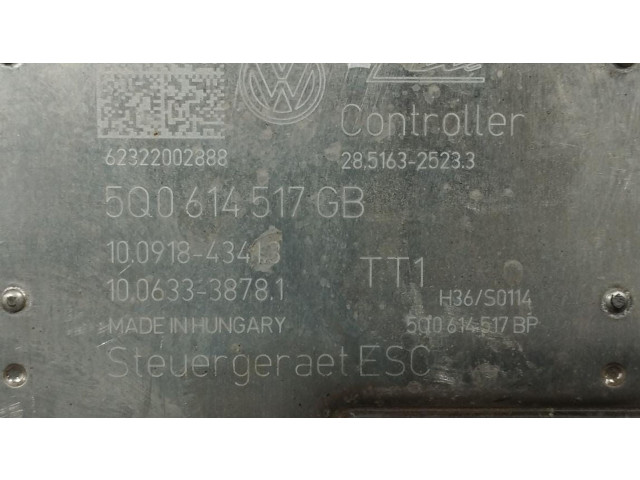 Controller
62322002888 28.5163-2523.3
5Q0 614 517 GB
10.0918-4341.3
TT1
10.0633-3878.1 H36/S0114
MADE IN HUNGARY 5Q0 614 517 BP
Steuergeraet ESC